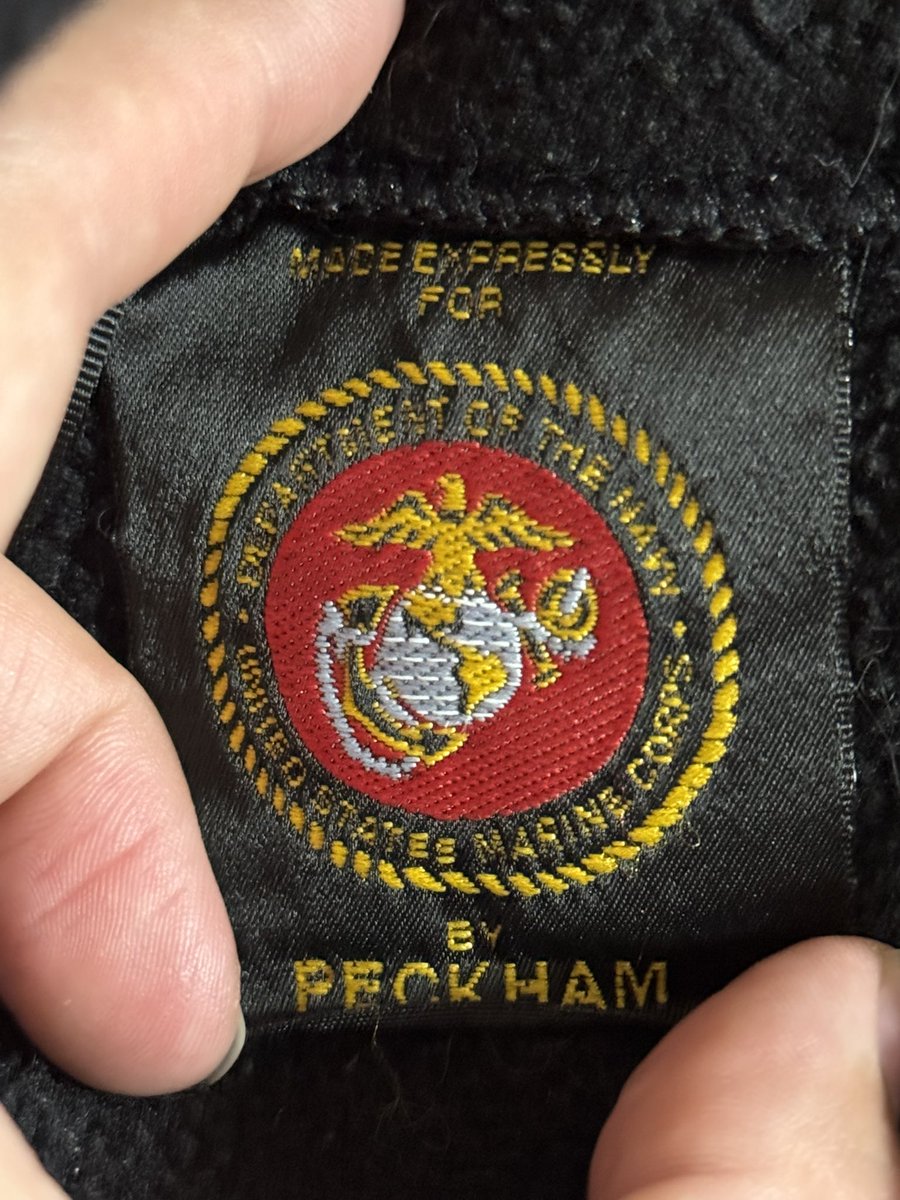 MADE EXPRESSLY
FOR
DEPARTMENT OF THE NAVY
• UNITED STATES MARINE CORPS •
BY
PECKHAM